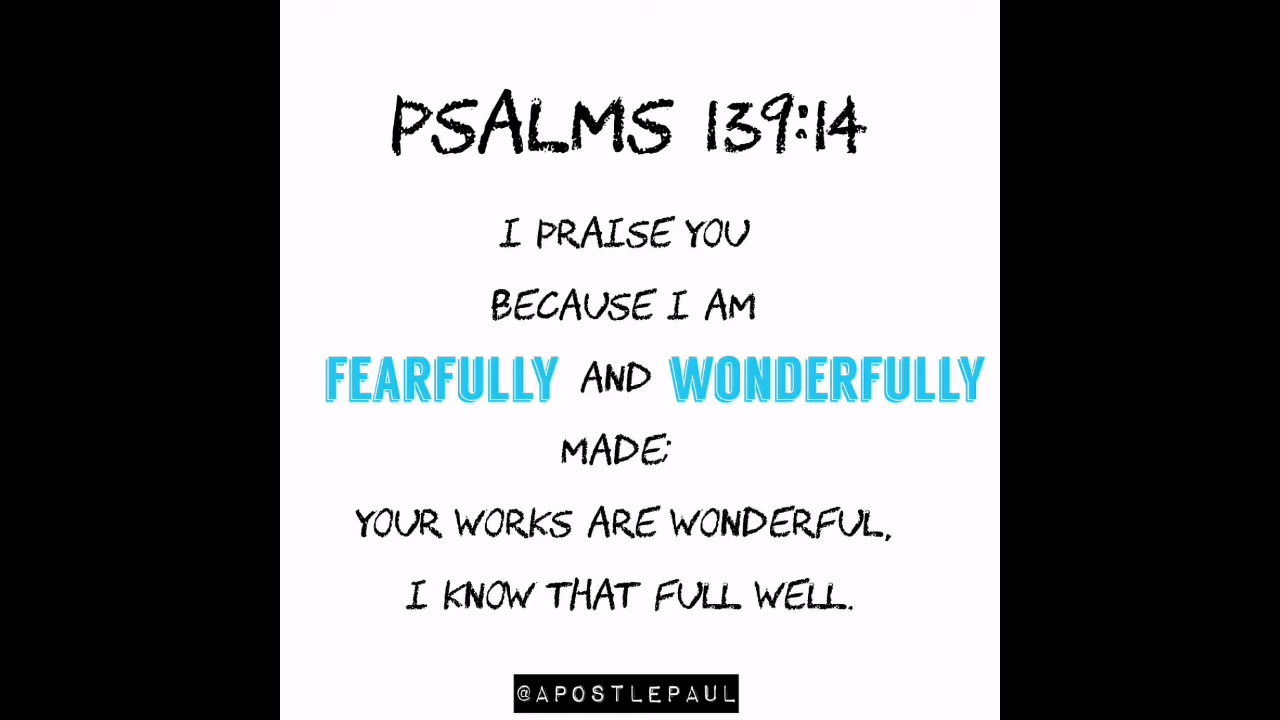 PSALMS 139:14
I PRAISE YOU
BECAUSE I AM
FEARFULLY AND WONDERFULLY
MADE;
YOUR WORKS ARE WONDERFUL,
I KNOW THAT FULL WELL.
@APOSTLEPAUL